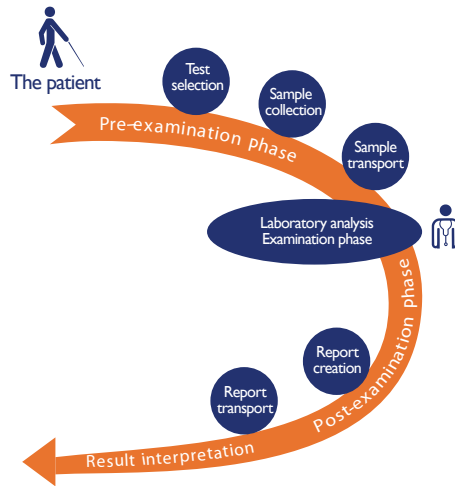 The patient
Test
selection
Sample
collection
Pre-examination phase
Sample
transport
Laboratory analysis
Examination phase
Post-examination phase
Report
creation
Report
transport
Result interpretation